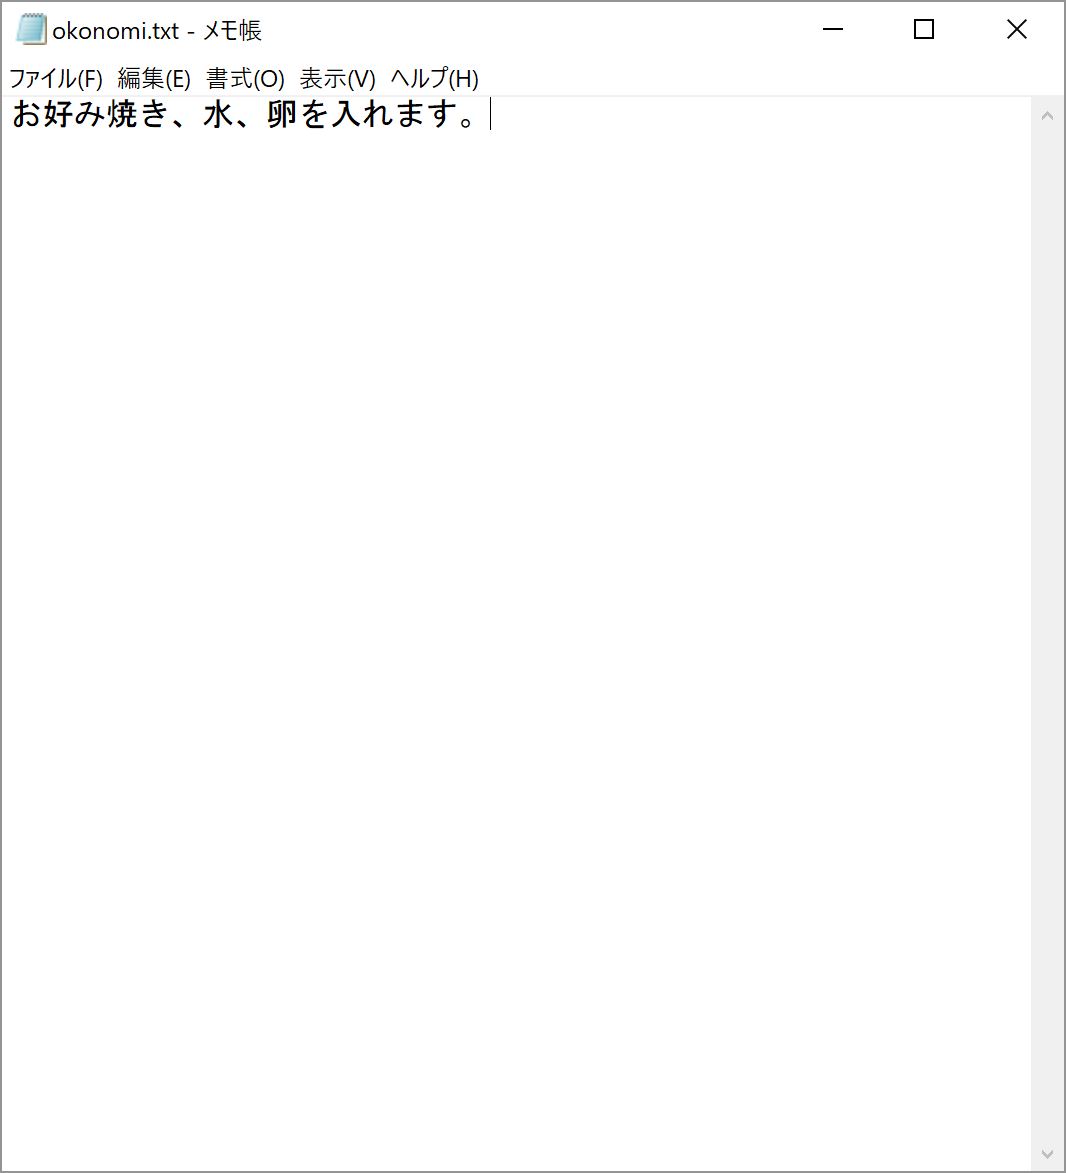 okonomi.txt - メモ帳
ファイル(F) 編集(E) 書式(O) 表示(V) ヘルプ(H)
お好み焼き、水、卵を入れます。